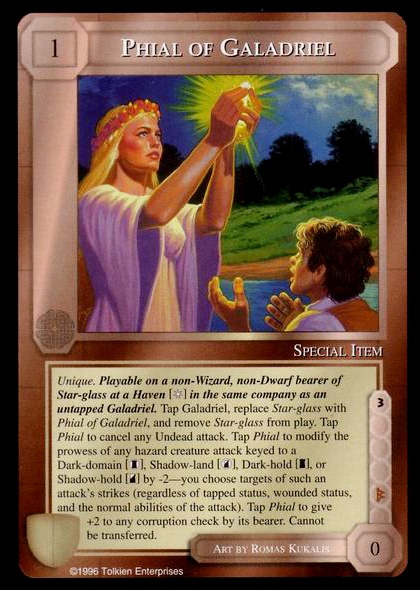 1
PHIAL OF GALADRIEL
SPECIAL ITEM
Unique. Playable on a non-Wizard, non-Dwarf bearer of
Star-glass at a Haven [ ] in the same company as an
untapped Galadriel. Tap Galadriel, replace Star-glass with
Phial of Galadriel, and remove Star-glass from play. Tap
Phial to cancel any Undead attack. Tap Phial to modify the
prowess of any hazard creature attack keyed to a
Dark-domain [ ], Shadow-land [ ], Dark-hold [ ], or
Shadow-hold [ ] by -2—you choose targets of such an
attack's strikes (regardless of tapped status, wounded status,
and the normal abilities of the attack). Tap Phial to give
+2 to any corruption check by its bearer. Cannot
be transferred.
3
ART BY ROMAS KUKALIS
0
©1996 Tolkien Enterprises